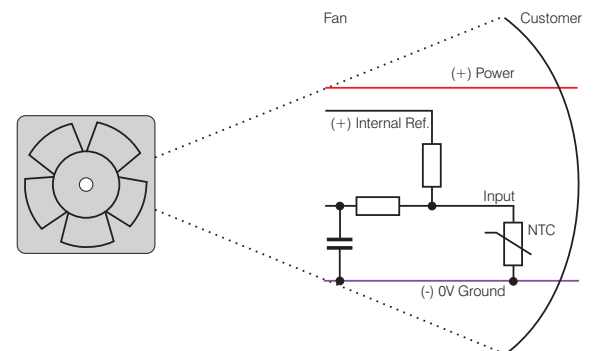 Fan
Customer
(+) Power
(+) Internal Ref.
Input
NTC
(-) 0V Ground